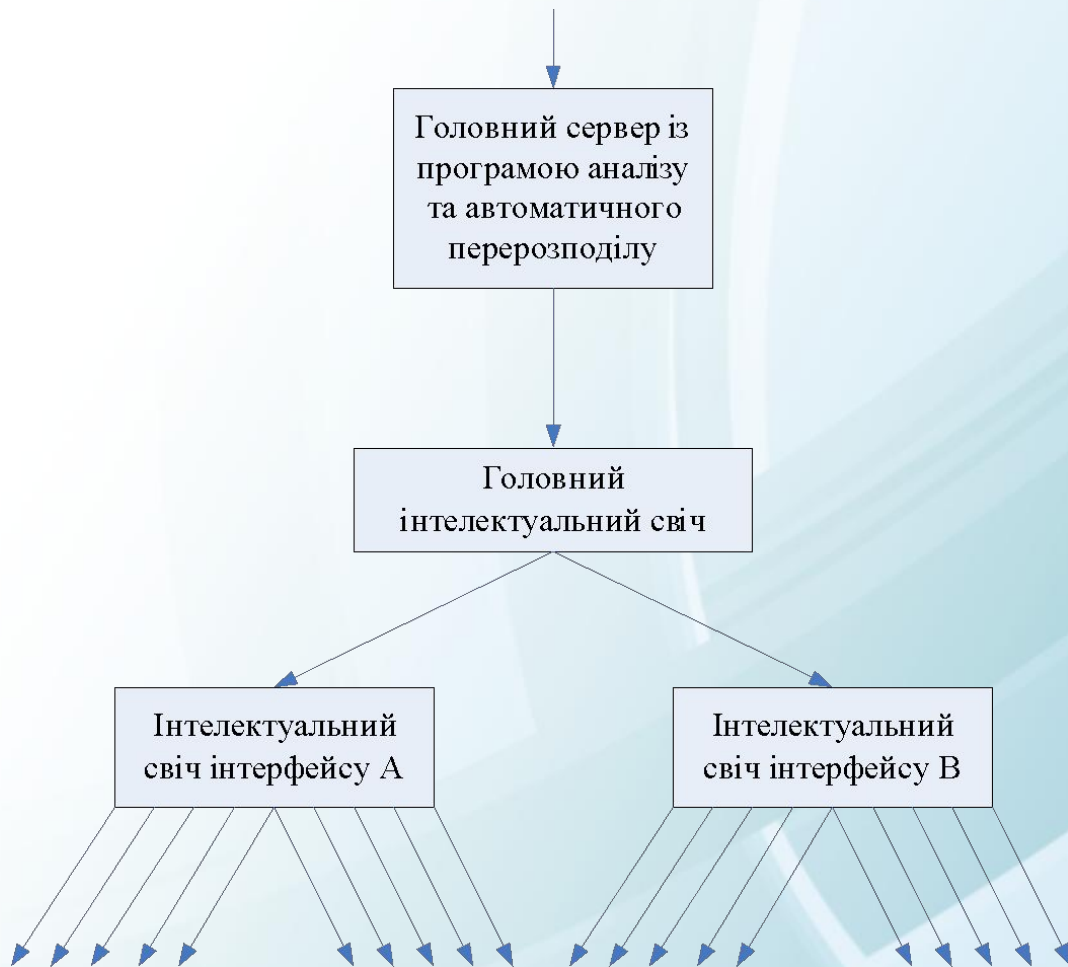 Головний сервер із
програмою аналізу
та автоматичного
перерозподілу
Головний
інтелектуальний свіч
Інтелектуальний
свіч інтерфейсу А
Інтелектуальний
свіч інтерфейсу В